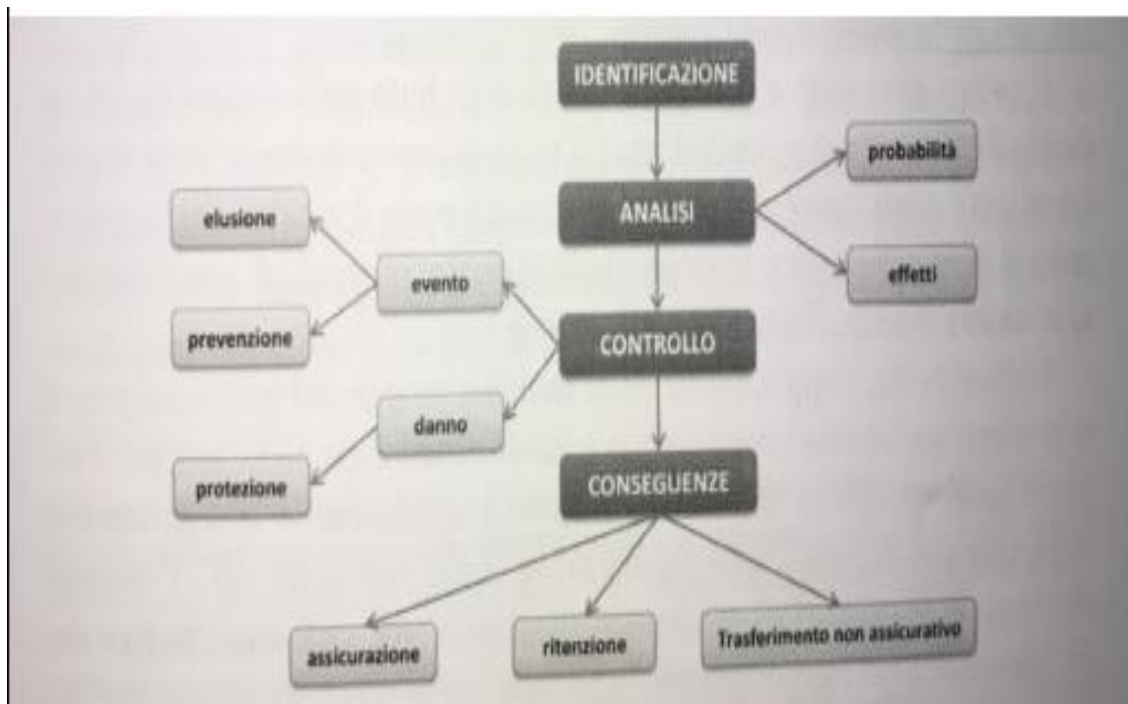 IDENTIFICAZIONE
probabilità
ANALISI
elusione
effetti
evento
prevenzione
CONTROLLO
danno
protezione
CONSEGUENZE
assicurazione
ritenzione
Trasferimento non assicurativo